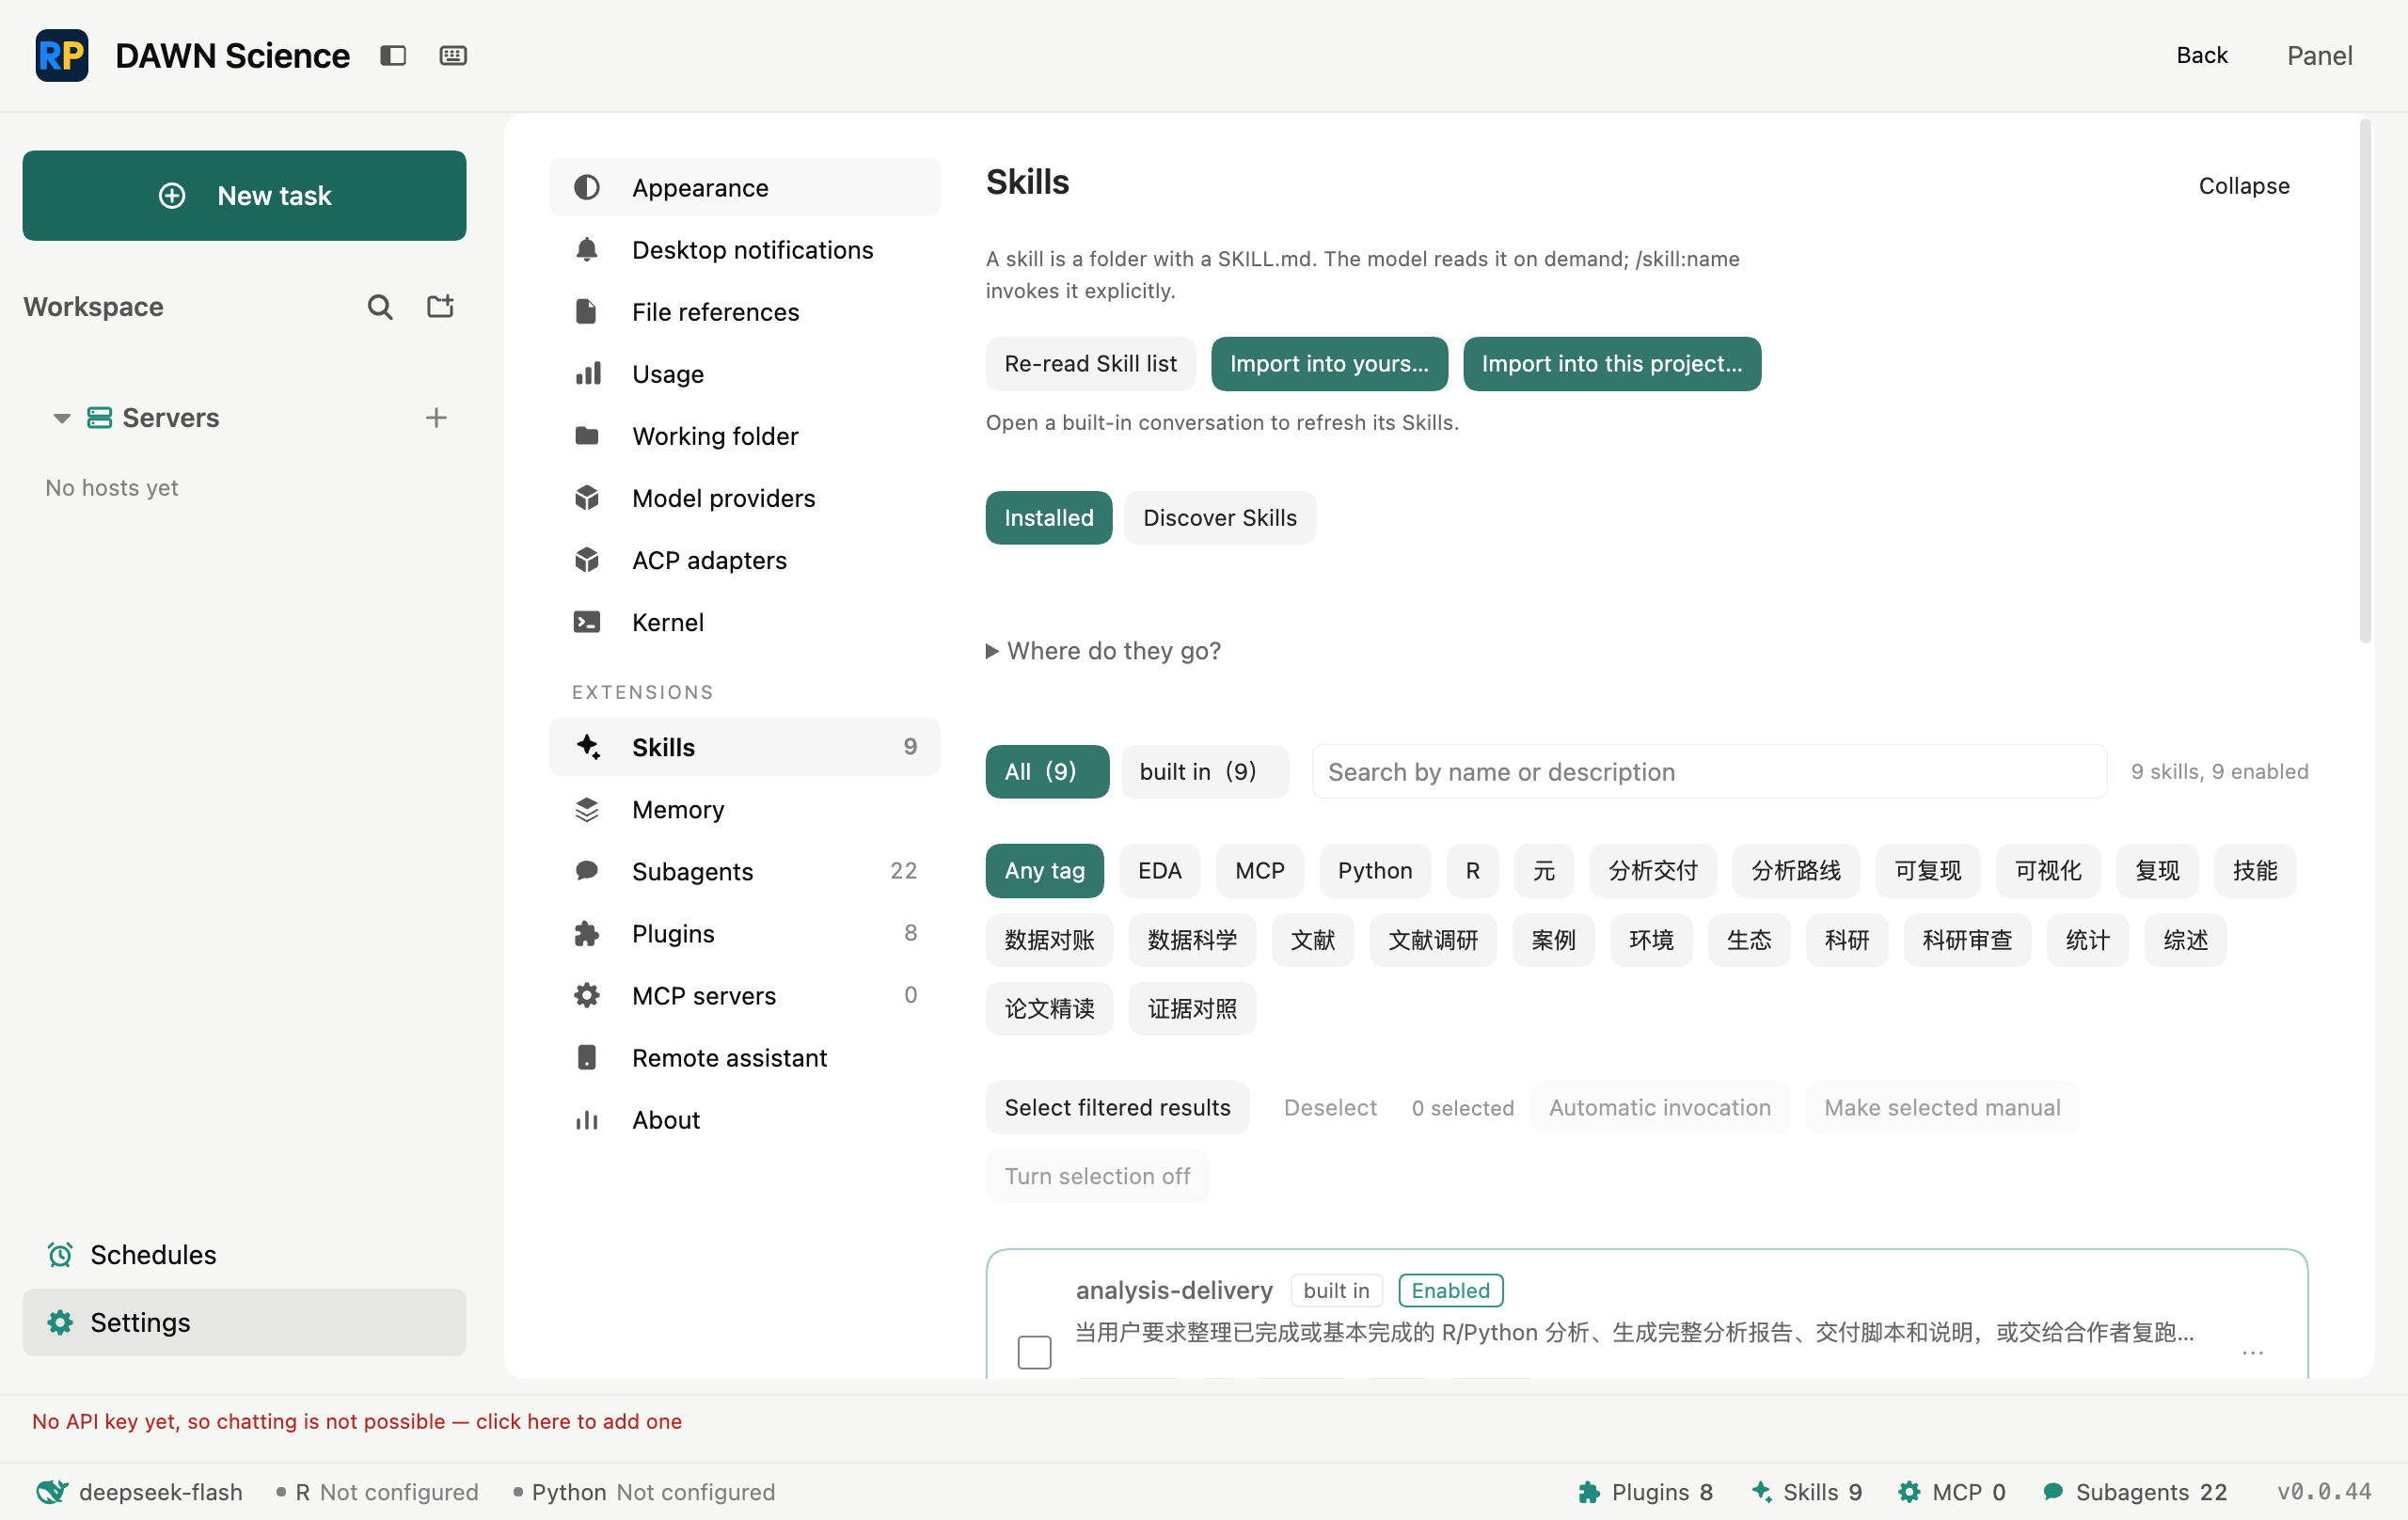 RP DAWN Science
Back
Panel
New task
Workspace
Servers
No hosts yet
Schedules
Settings
Appearance
Desktop notifications
File references
Usage
Working folder
Model providers
ACP adapters
Kernel
EXTENSIONS
Skills 9
Memory
Subagents 22
Plugins 8
MCP servers 0
Remote assistant
About
Skills
Collapse
A skill is a folder with a SKILL.md. The model reads it on demand; /skill:name
invokes it explicitly.
Re-read Skill list Import into yours... Import into this project...
Open a built-in conversation to refresh its Skills.
Installed Discover Skills
Where do they go?
All (9) built in (9) Search by name or description 9 skills, 9 enabled
Any tag EDA MCP Python R 元 分析交付 分析路线 可复现 可视化 复现 技能
数据对账 数据科学 文献 文献调研 案例 环境 生态 科研 科研审查 统计 综述
论文精读 证据对照
Select filtered results Deselect 0 selected Automatic invocation Make selected manual
Turn selection off
analysis-delivery built in Enabled
当用户要求整理已完成或基本完成的 R/Python 分析、生成完整分析报告、交付脚本和说明，或交给合作者复跑...
...
No API key yet, so chatting is not possible — click here to add one
deepseek-flash R Not configured Python Not configured Plugins 8 Skills 9 MCP 0 Subagents 22 v0.0.44